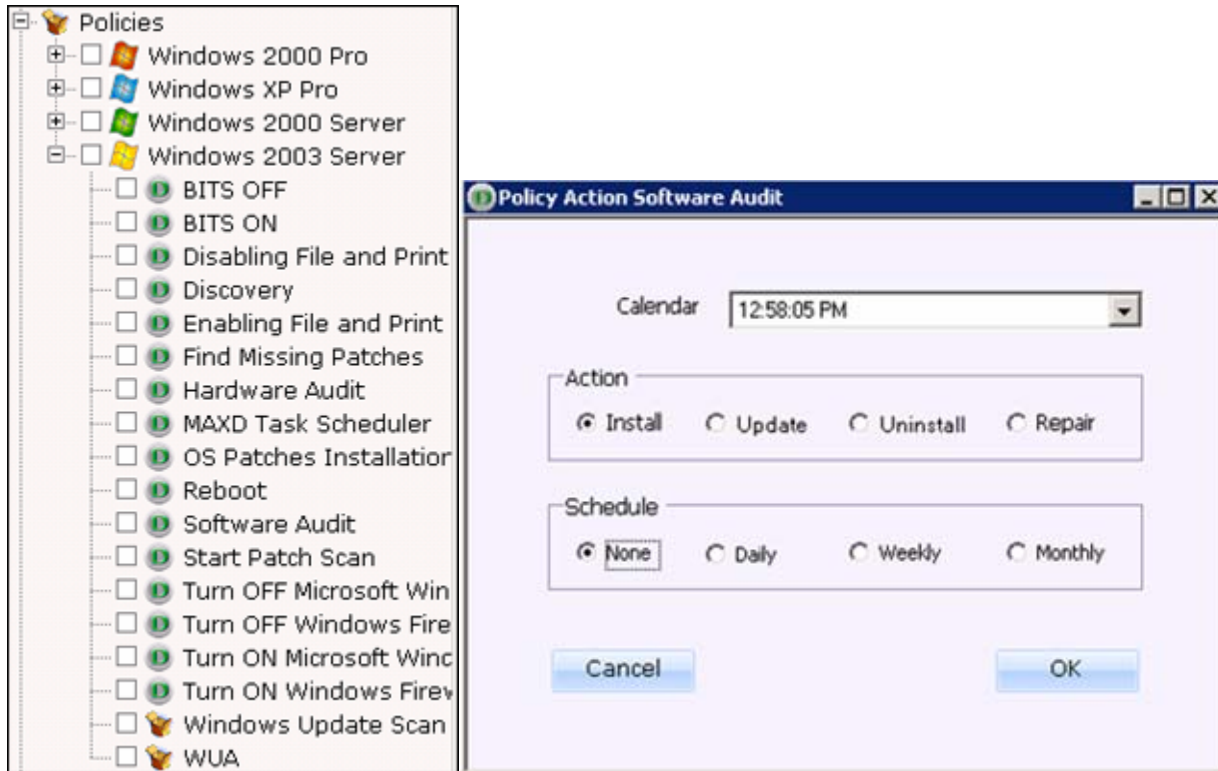 Policies
Windows 2000 Pro
Windows XP Pro
Windows 2000 Server
Windows 2003 Server
BITS OFF
BITS ON
Disabling File and Print
Discovery
Enabling File and Print
Find Missing Patches
Hardware Audit
MAXD Task Scheduler
OS Patches Installation
Reboot
Software Audit
Start Patch Scan
Turn OFF Microsoft Win
Turn OFF Windows Fire
Turn ON Microsoft Wind
Turn ON Windows Firew
Windows Update Scan
WUA
Policy Action Software Audit
Calendar 12:58:05 PM
Action
Install Update Uninstall Repair
Schedule
None Daily Weekly Monthly
Cancel OK